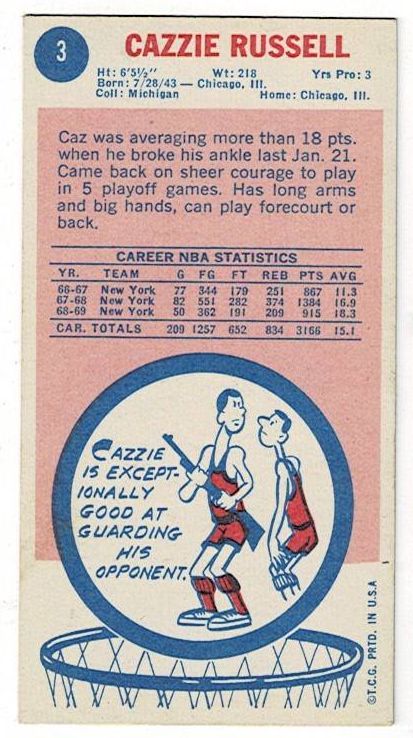 3
CAZZIE RUSSELL
Ht: 6'5½" Wt: 218 Yrs Pro: 3
Born: 7/28/43 — Chicago, Ill.
Coll: Michigan Home: Chicago, Ill.
Caz was averaging more than 18 pts.
when he broke his ankle last Jan. 21.
Came back on sheer courage to play
in 5 playoff games. Has long arms
and big hands, can play forecourt or
back.
CAREER NBA STATISTICS
YR. TEAM G FG FT REB PTS AVG
66-67 New York 77 344 179 251 867 11.3
67-68 New York 82 551 282 374 1384 16.9
68-69 New York 50 362 191 209 915 18.3
CAR. TOTALS 209 1257 652 834 3166 15.1
CAZZIE
IS EXCEPT-
IONALLY
GOOD AT
GUARDING
HIS
OPPONENT.
©T.C.G. PRTD. IN U.S.A